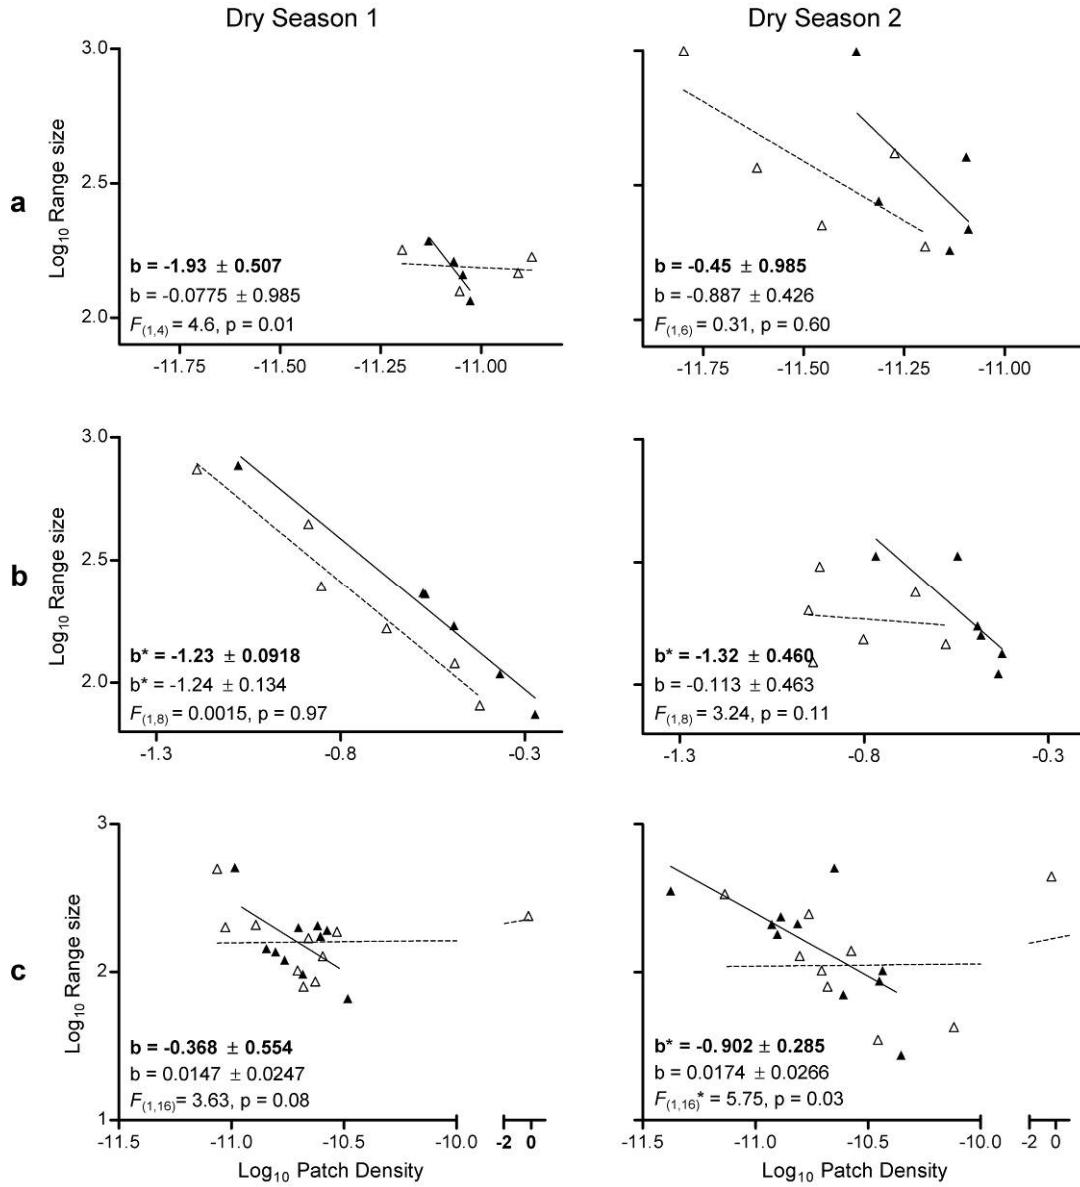 Dry Season 1
Dry Season 2
a
Log10 Range size
3.0
2.5
2.0
b = -1.93 ± 0.507
b = -0.0775 ± 0.985
F(1,4) = 4.6, p = 0.01
-11.75 -11.50 -11.25 -11.00
b = -0.45 ± 0.985
b = -0.887 ± 0.426
F(1,6) = 0.31, p = 0.60
-11.75 -11.50 -11.25 -11.00
b
Log10 Range size
3.0
2.5
2.0
b* = -1.23 ± 0.0918
b* = -1.24 ± 0.134
F(1,8) = 0.0015, p = 0.97
-1.3 -0.8 -0.3
b* = -1.32 ± 0.460
b = -0.113 ± 0.463
F(1,8) = 3.24, p = 0.11
-1.3 -0.8 -0.3
c
Log10 Range size
3
2
1
b = -0.368 ± 0.554
b = 0.0147 ± 0.0247
F(1,16)= 3.63, p = 0.08
-11.5 -11.0 -10.5 -10.0 -2 0
Log10 Patch Density
b* = -0.902 ± 0.285
b = 0.0174 ± 0.0266
F(1,16)* = 5.75, p = 0.03
-11.5 -11.0 -10.5 -10.0 -2 0
Log10 Patch Density